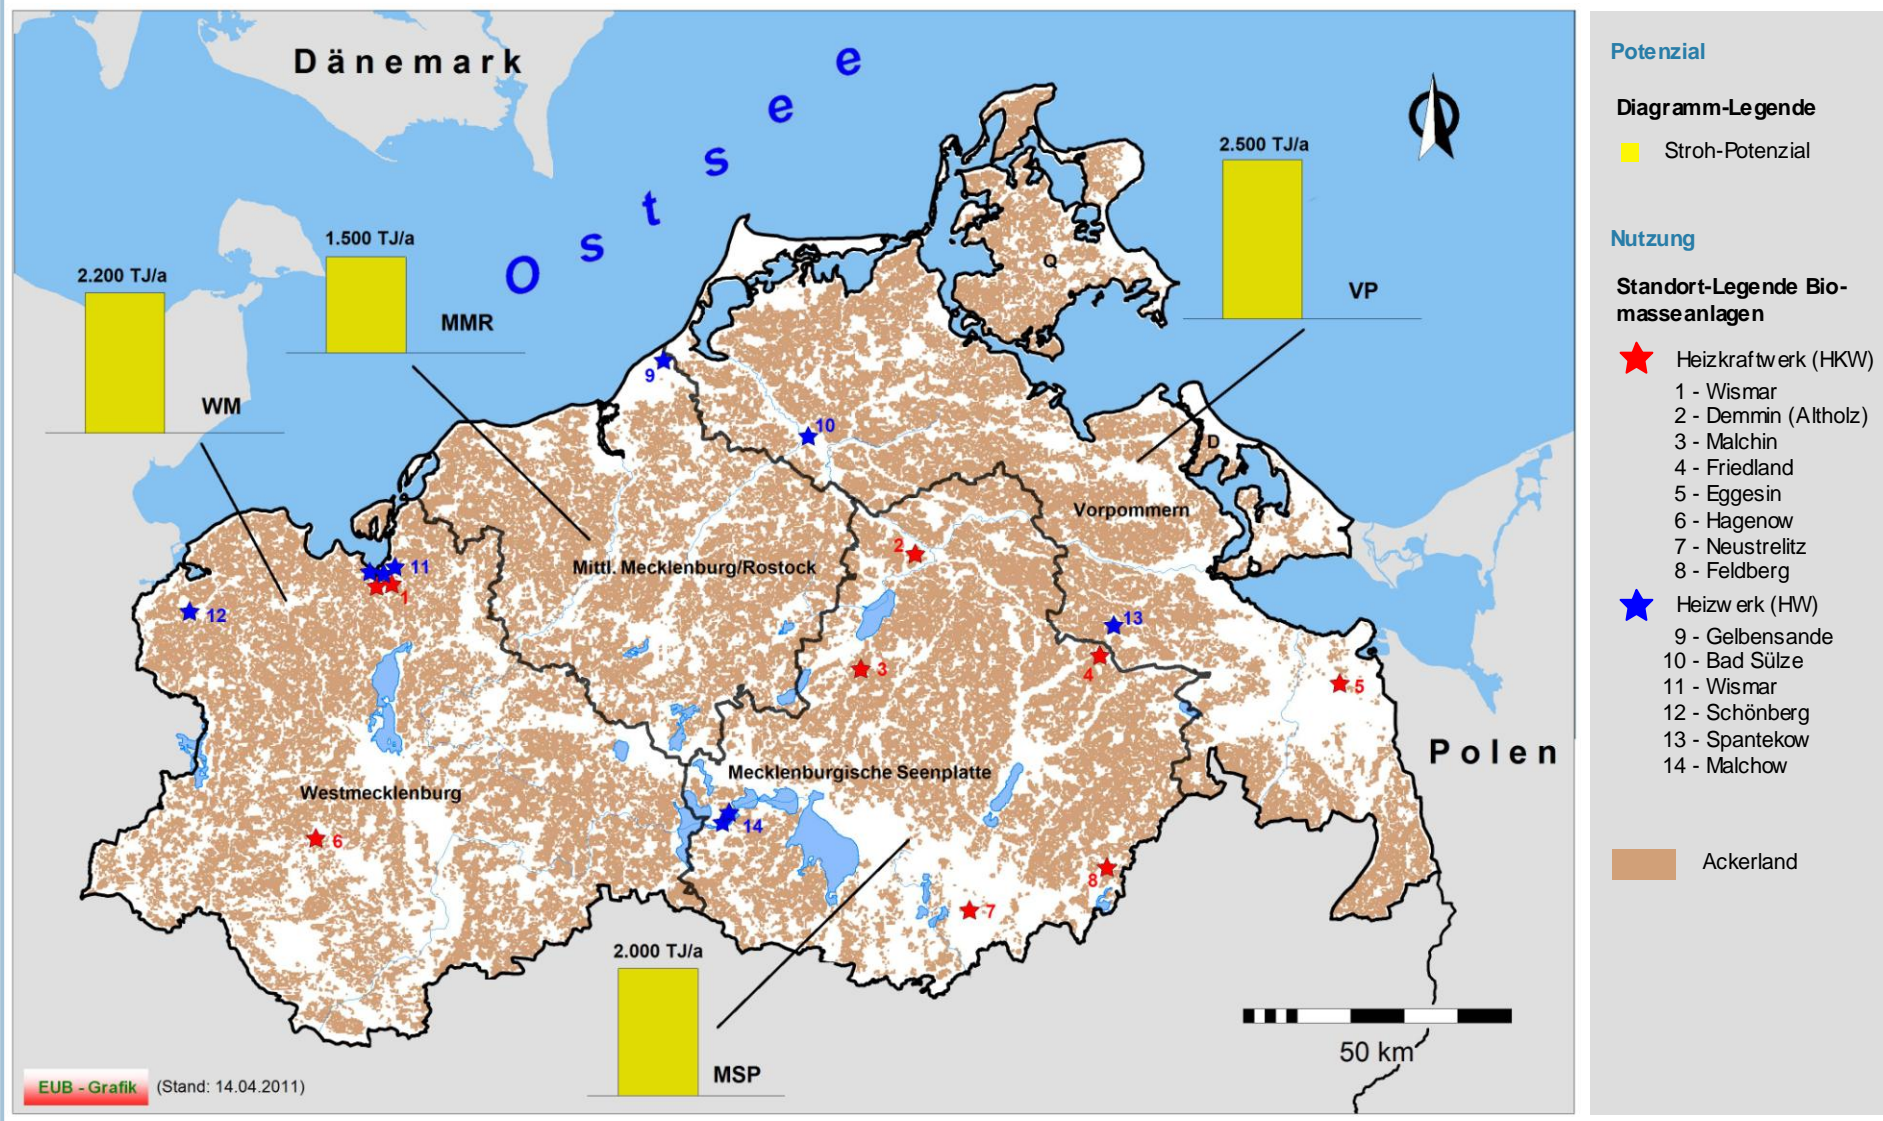 Dänemark
Ostsee
2.500 TJ/a
VP
1.500 TJ/a
MMR
2.200 TJ/a
WM
Q
D
9
10
Vorpommern
2
Mittl. Mecklenburg/Rostock
11
1
12
13
3
4
5
Polen
Mecklenburgische Seenplatte
Westmecklenburg
14
6
8
7
2.000 TJ/a
MSP
50 km
EUB - Grafik (Stand: 14.04.2011)
Potenzial
Diagramm-Legende
Stroh-Potenzial
Nutzung
Standort-Legende Bio-
masseanlagen
Heizkraftwerk (HKW)
1 - Wismar
2 - Demmin (Altholz)
3 - Malchin
4 - Friedland
5 - Eggesin
6 - Hagenow
7 - Neustrelitz
8 - Feldberg
Heizwerk (HW)
9 - Gelbensande
10 - Bad Sülze
11 - Wismar
12 - Schönberg
13 - Spantekow
14 - Malchow
Ackerland